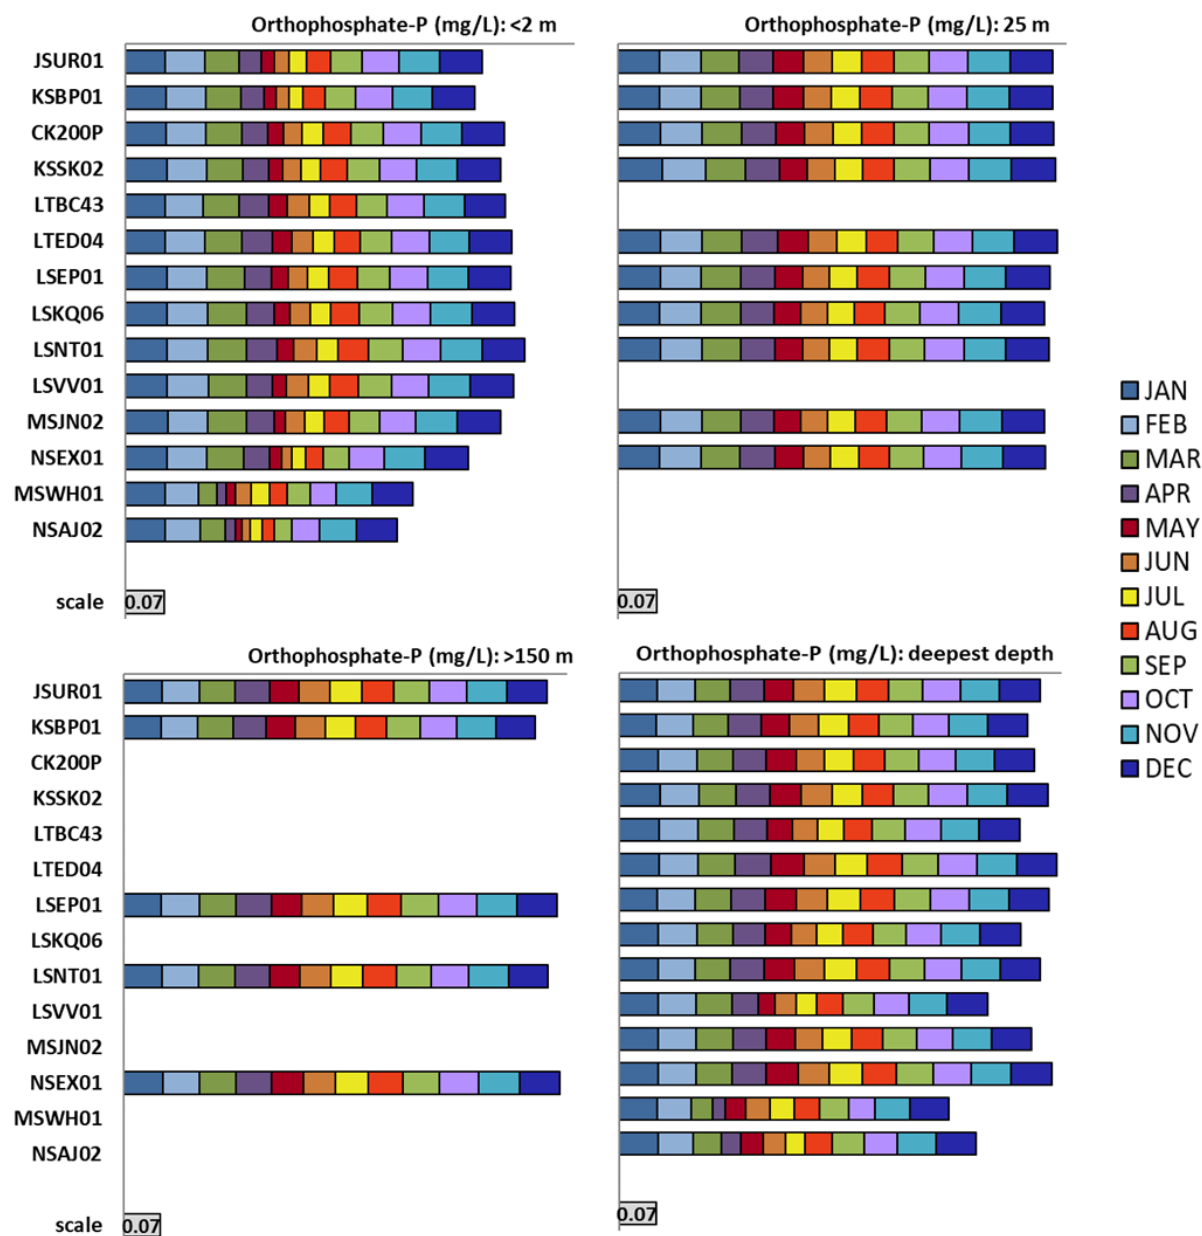 Orthophosphate-P (mg/L): <2 m
Orthophosphate-P (mg/L): 25 m
JSUR01
KSBP01
CK200P
KSSK02
LTBC43
LTED04
LSEP01
LSKQ06
LSNT01
LSVV01
MSJN02
NSEX01
MSWH01
NSAJ02
scale
0.07
0.07
JAN
FEB
MAR
APR
MAY
JUN
JUL
AUG
SEP
OCT
NOV
DEC
Orthophosphate-P (mg/L): >150 m
Orthophosphate-P (mg/L): deepest depth
JSUR01
KSBP01
CK200P
KSSK02
LTBC43
LTED04
LSEP01
LSKQ06
LSNT01
LSVV01
MSJN02
NSEX01
MSWH01
NSAJ02
scale
0.07
0.07